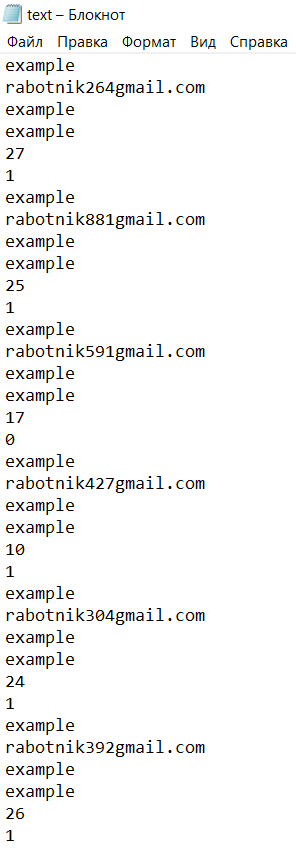 text – Блокнот
Файл Правка Формат Вид Справка
example
rabotnik264gmail.com
example
example
27
1
example
rabotnik881gmail.com
example
example
25
1
example
rabotnik591gmail.com
example
example
17
0
example
rabotnik427gmail.com
example
example
10
1
example
rabotnik304gmail.com
example
example
24
1
example
rabotnik392gmail.com
example
example
26
1